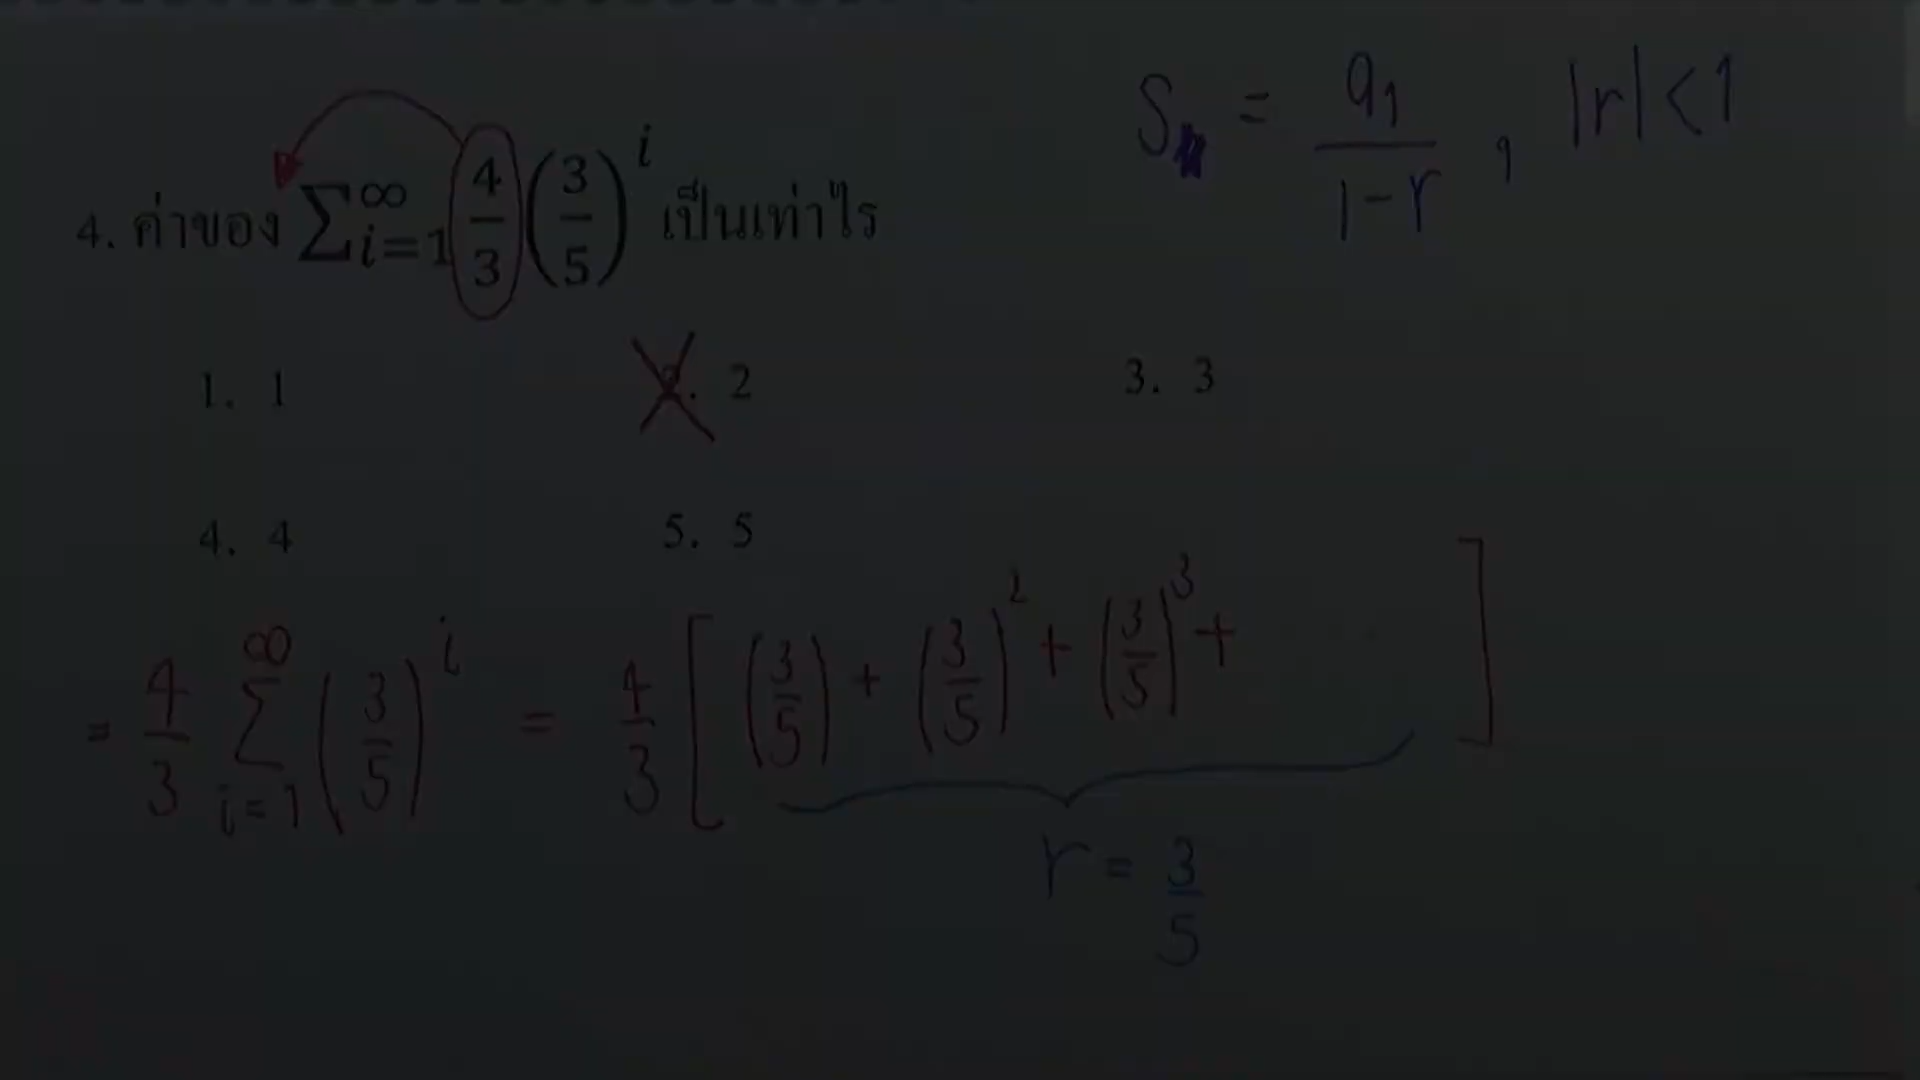 S = a₁/(1-r) , |r| < 1
4. ค่าของ ∑_{i=1}^{∞} 4/3 (3/5)^i เป็นเท่าไร
1. 1 2. 2 3. 3
4. 4 5. 5
= 4/3 ∑_{i=1}^{∞} (3/5)^i = 4/3 [ (3/5) + (3/5)^2 + (3/5)^3 + ]
r = 3/5